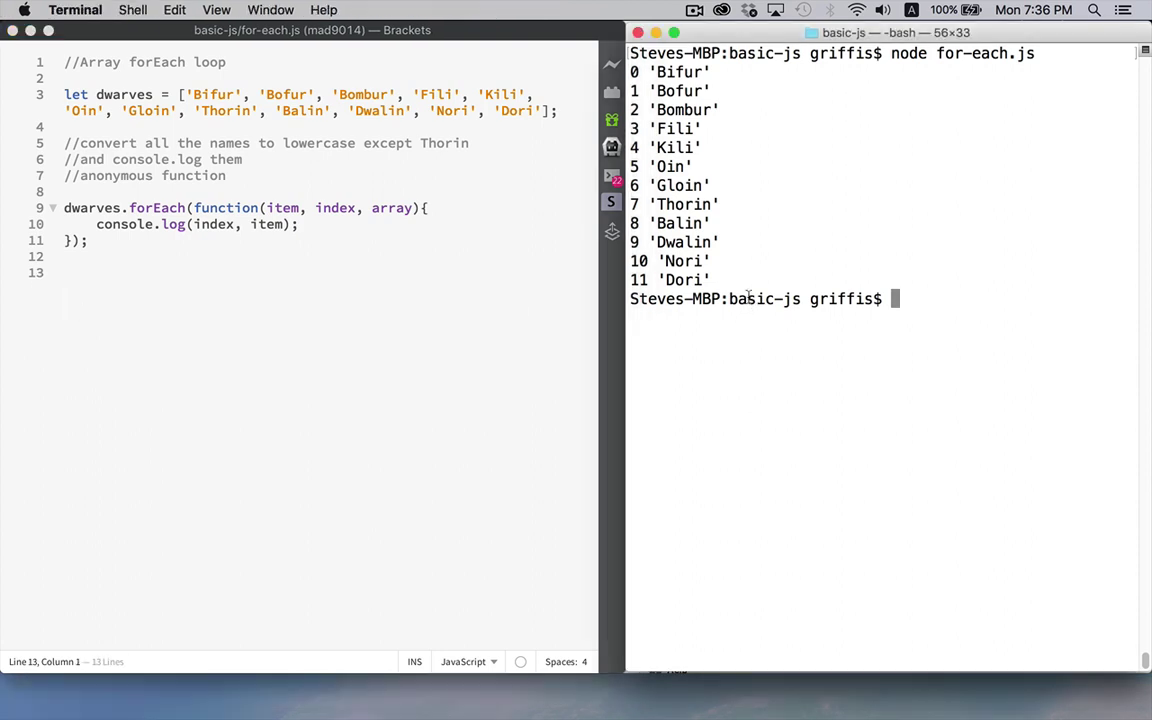 Terminal Shell Edit View Window Help
A 100% Mon 7:36 PM
basic-js/for-each.js (mad9014) — Brackets
1 //Array forEach loop
2
3 let dwarves = ['Bifur', 'Bofur', 'Bombur', 'Fili', 'Kili',
'Oin', 'Gloin', 'Thorin', 'Balin', 'Dwalin', 'Nori', 'Dori'];
4
5 //convert all the names to lowercase except Thorin
6 //and console.log them
7 //anonymous function
8
9 dwarves.forEach(function(item, index, array){
10 console.log(index, item);
11 });
12
13
Line 13, Column 1 — 13 Lines
INS JavaScript Spaces: 4
22
S
basic-js — -bash — 56×33
Steves-MBP:basic-js griffis$ node for-each.js
0 'Bifur'
1 'Bofur'
2 'Bombur'
3 'Fili'
4 'Kili'
5 'Oin'
6 'Gloin'
7 'Thorin'
8 'Balin'
9 'Dwalin'
10 'Nori'
11 'Dori'
Steves-MBP:basic-js griffis$